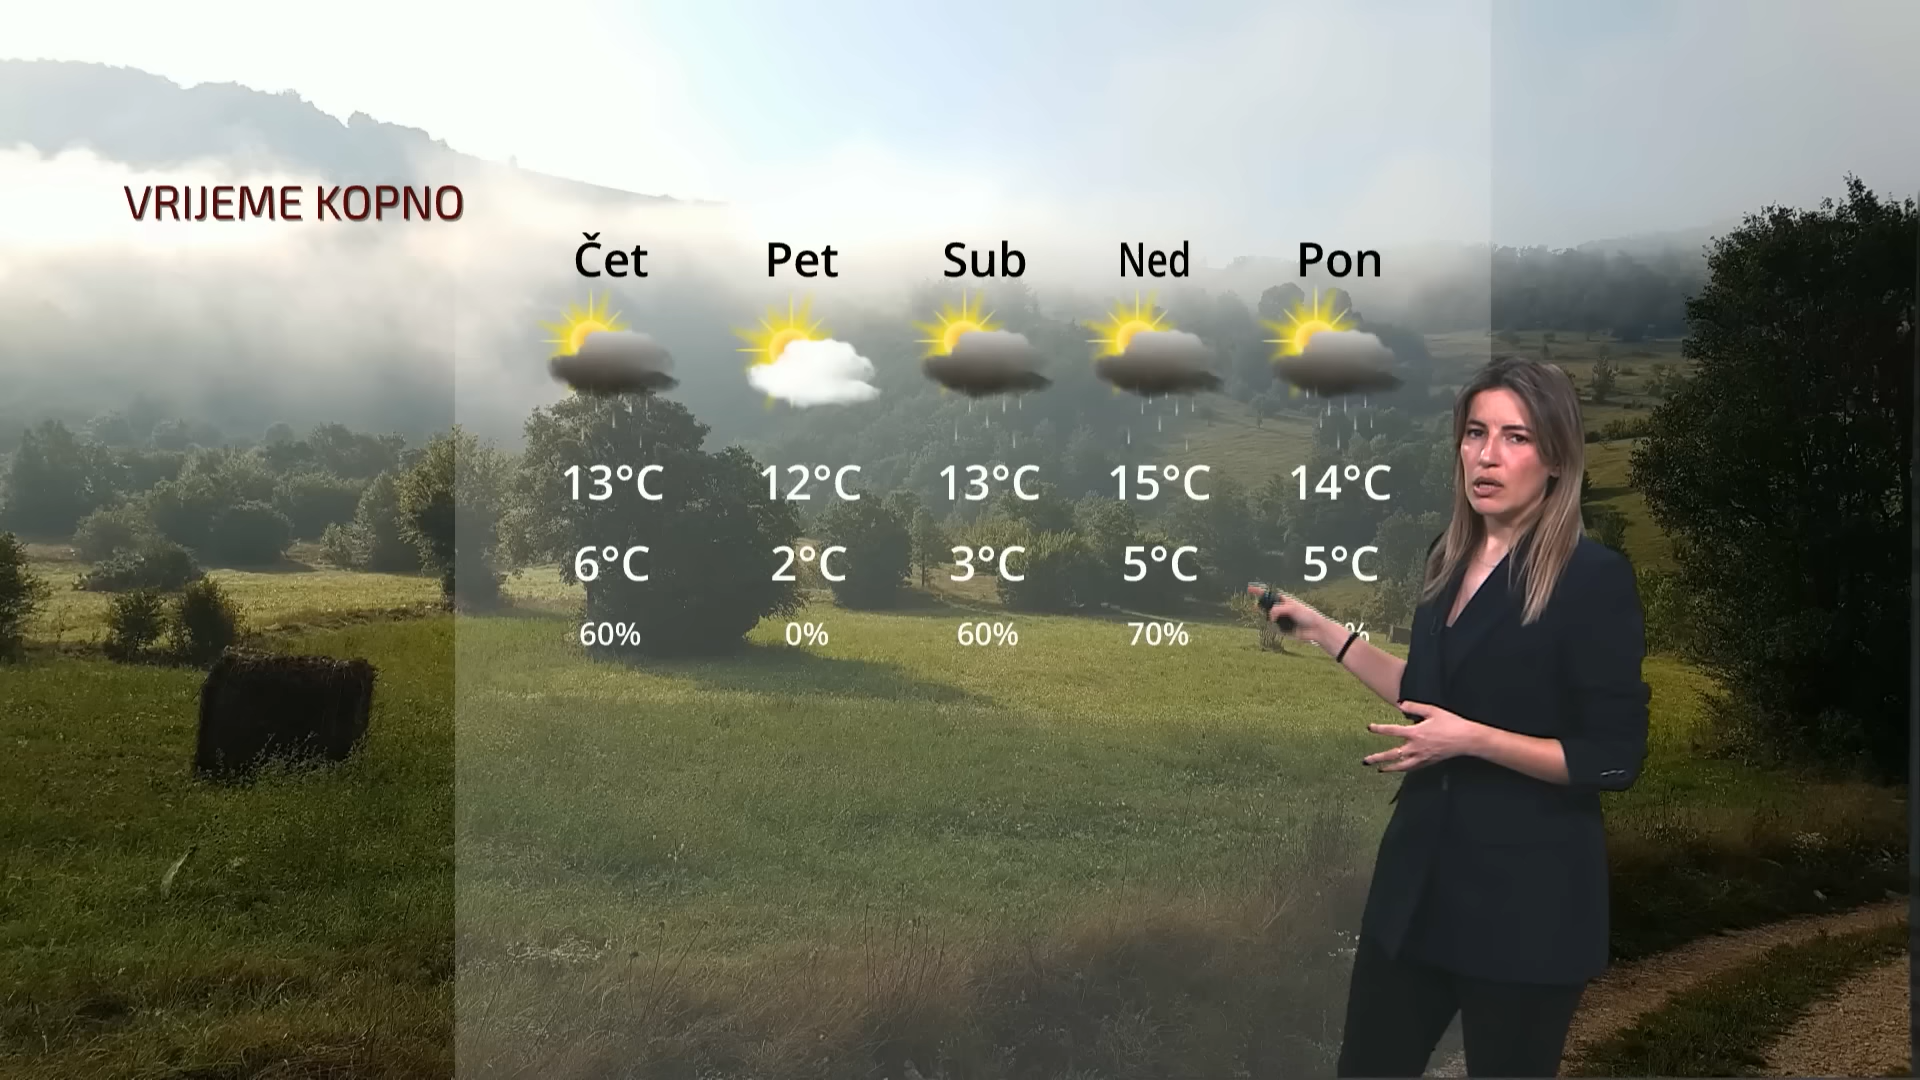 VRIJEME KOPNO
Čet Pet Sub Ned Pon
13°C 12°C 13°C 15°C 14°C
6°C 2°C 3°C 5°C 5°C
60% 0% 60% 70%